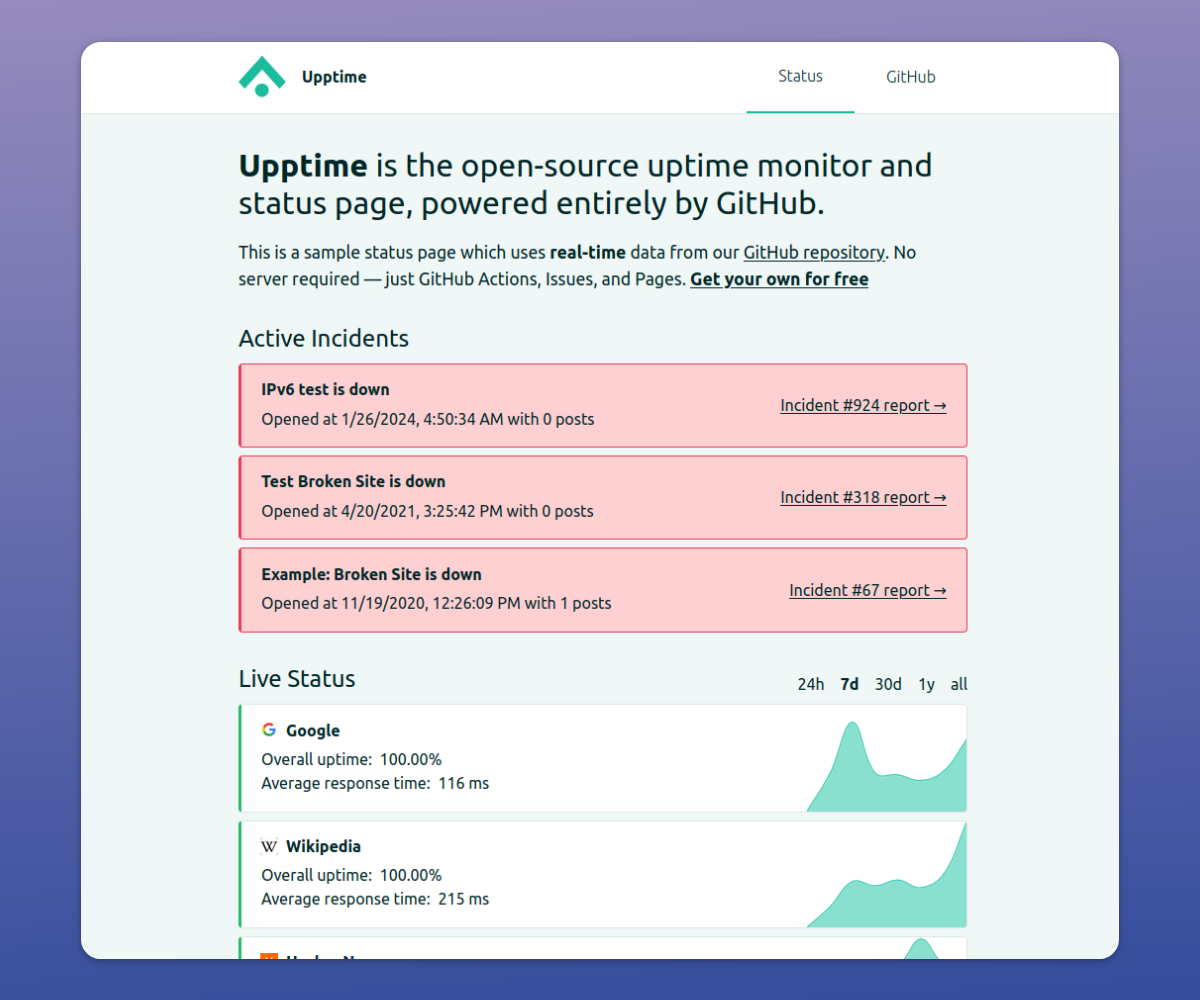 Upptime
Status
GitHub
Upptime is the open-source uptime monitor and
status page, powered entirely by GitHub.
This is a sample status page which uses real-time data from our GitHub repository. No
server required — just GitHub Actions, Issues, and Pages. Get your own for free
Active Incidents
IPv6 test is down
Opened at 1/26/2024, 4:50:34 AM with 0 posts
Incident #924 report →
Test Broken Site is down
Opened at 4/20/2021, 3:25:42 PM with 0 posts
Incident #318 report →
Example: Broken Site is down
Opened at 11/19/2020, 12:26:09 PM with 1 posts
Incident #67 report →
Live Status
24h 7d 30d 1y all
Google
Overall uptime: 100.00%
Average response time: 116 ms
Wikipedia
Overall uptime: 100.00%
Average response time: 215 ms